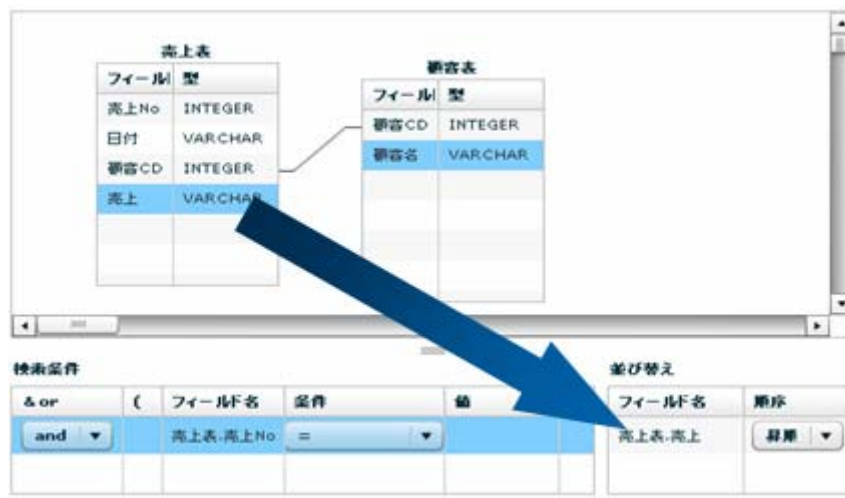 売上表
フィール 型
売上No INTEGER
日付 VARCHAR
顧客CD INTEGER
売上 VARCHAR
顧客表
フィール 型
顧客CD INTEGER
顧客名 VARCHAR
検索条件
& or ( フィールド名 条件 値
and 売上表.売上No =
並び替え
フィールド名 順序
売上表.売上 昇順